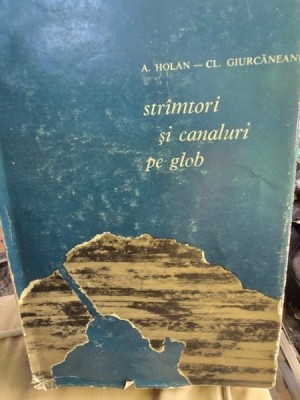 A. HOLAN — CL. GIURCĂNEANU
strîmtori
și canaluri
pe glob